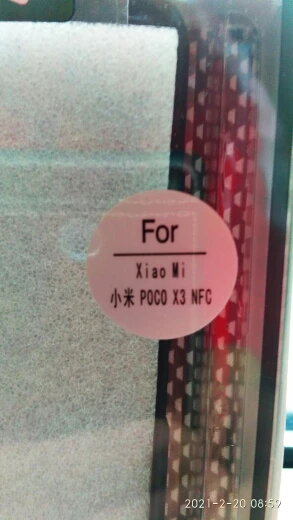 For
Xiao Mi
小米 POCO X3 NFC
2021-2-20 08:59